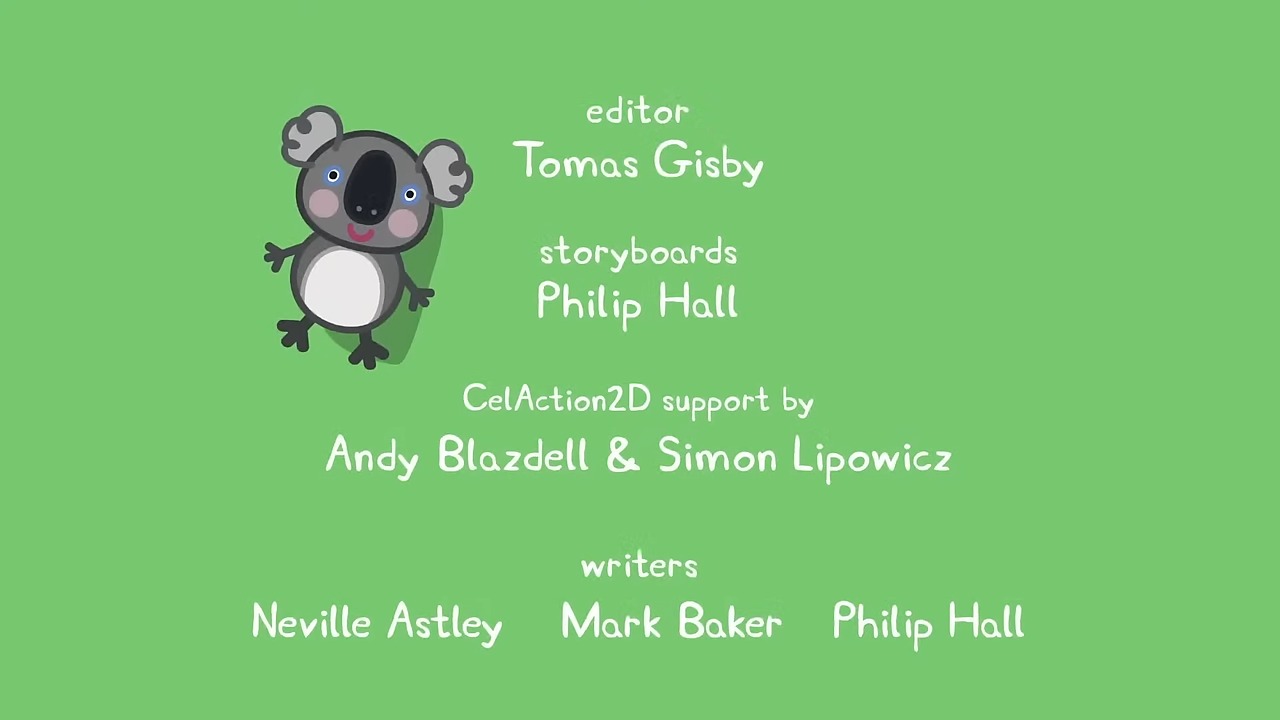 editor
Tomas Gisby
storyboards
Philip Hall
CelAction2D support by
Andy Blazdell & Simon Lipowicz
writers
Neville Astley Mark Baker Philip Hall